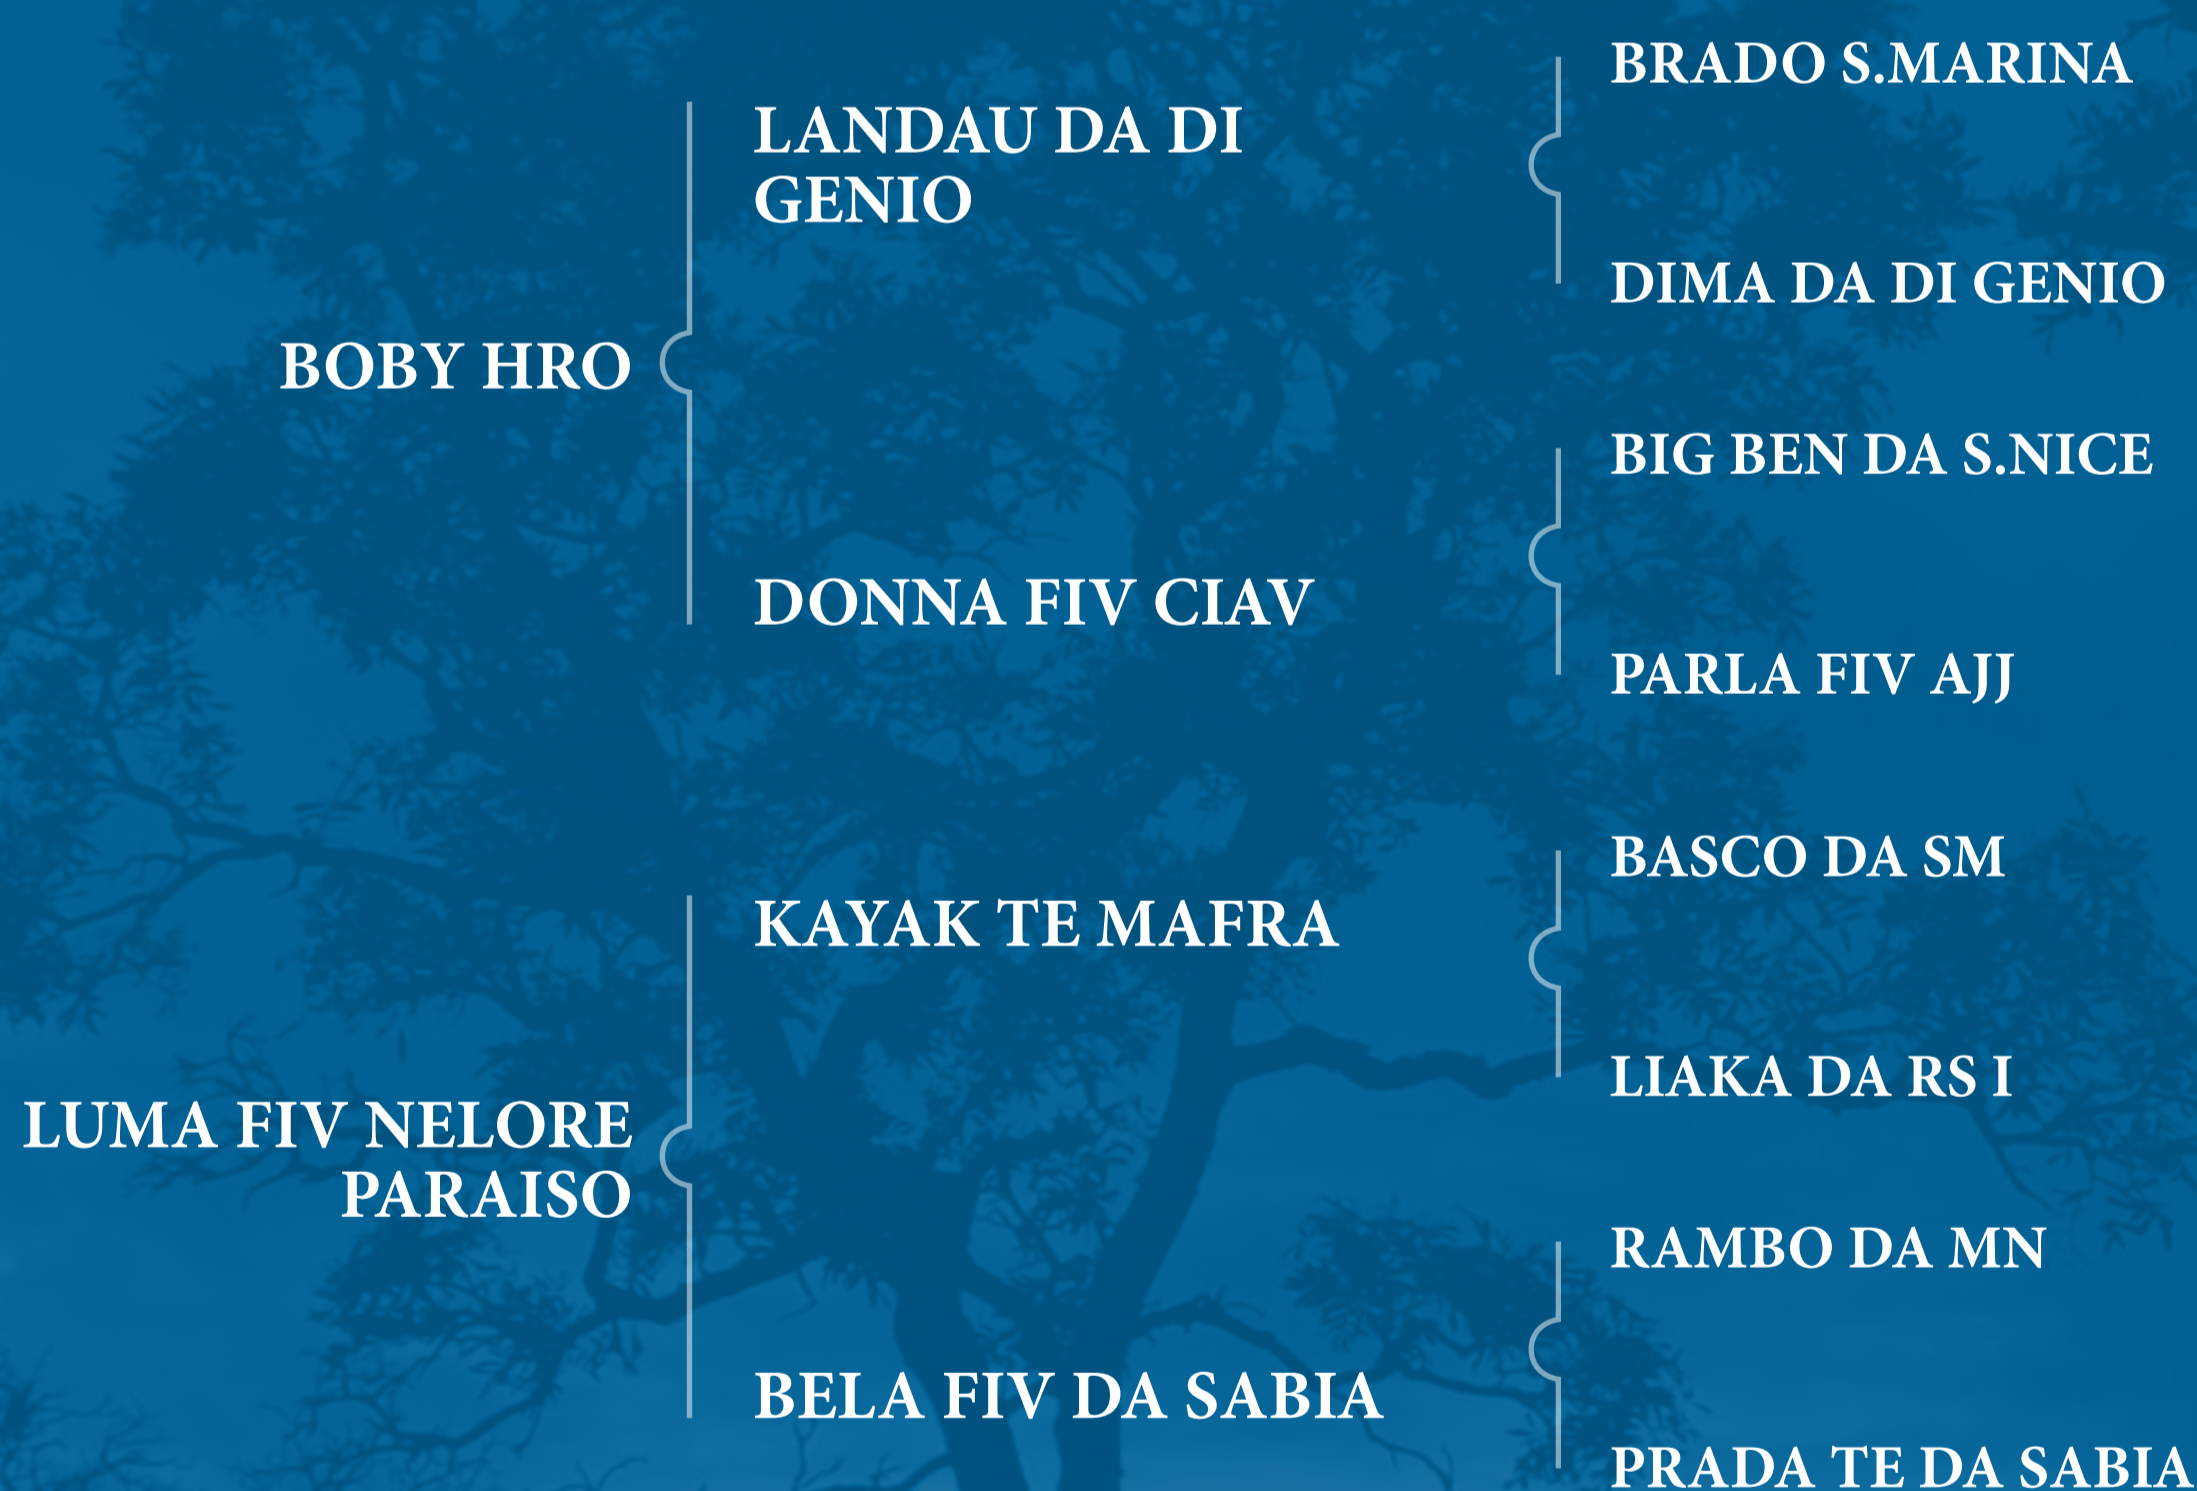 BOBY HRO
LUMA FIV NELORE
PARAISO
LANDAU DA DI
GENIO
DONNA FIV CIAV
KAYAK TE MAFRA
BELA FIV DA SABIA
BRADO S.MARINA
DIMA DA DI GENIO
BIG BEN DA S.NICE
PARLA FIV AJJ
BASCO DA SM
LIAKA DA RS I
RAMBO DA MN
PRADA TE DA SABIA